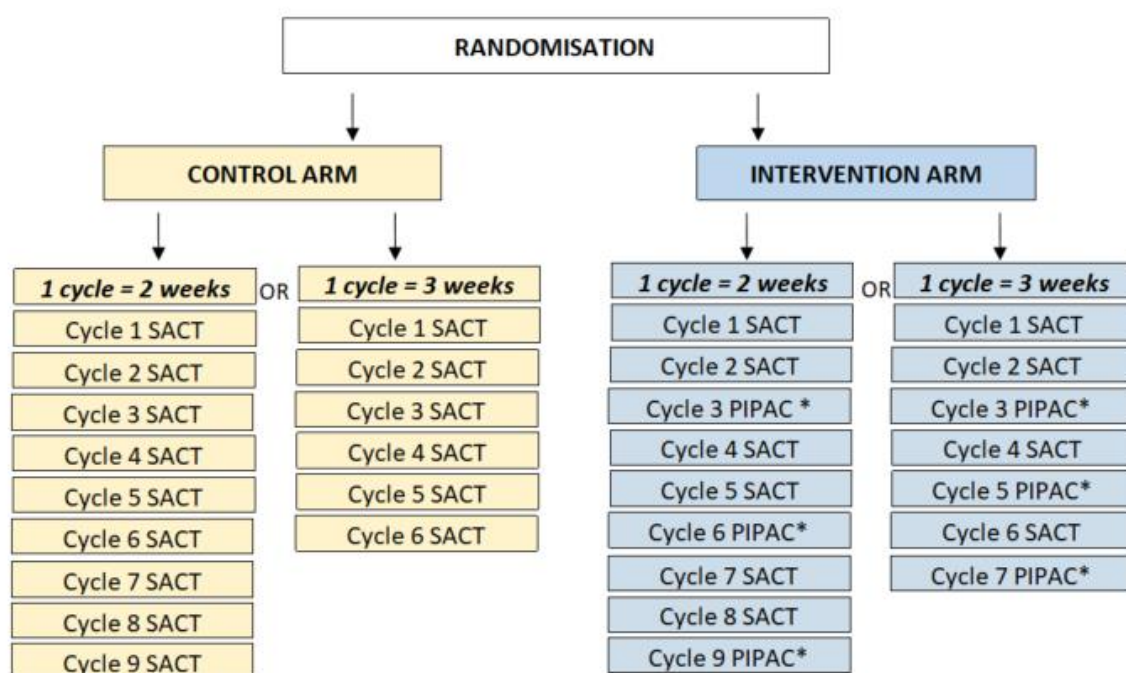 RANDOMISATION
CONTROL ARM
INTERVENTION ARM
1 cycle = 2 weeks
Cycle 1 SACT
Cycle 2 SACT
Cycle 3 SACT
Cycle 4 SACT
Cycle 5 SACT
Cycle 6 SACT
Cycle 7 SACT
Cycle 8 SACT
Cycle 9 SACT
OR
1 cycle = 3 weeks
Cycle 1 SACT
Cycle 2 SACT
Cycle 3 SACT
Cycle 4 SACT
Cycle 5 SACT
Cycle 6 SACT
1 cycle = 2 weeks
Cycle 1 SACT
Cycle 2 SACT
Cycle 3 PIPAC *
Cycle 4 SACT
Cycle 5 SACT
Cycle 6 PIPAC*
Cycle 7 SACT
Cycle 8 SACT
Cycle 9 PIPAC*
OR
1 cycle = 3 weeks
Cycle 1 SACT
Cycle 2 SACT
Cycle 3 PIPAC*
Cycle 4 SACT
Cycle 5 PIPAC*
Cycle 6 SACT
Cycle 7 PIPAC*